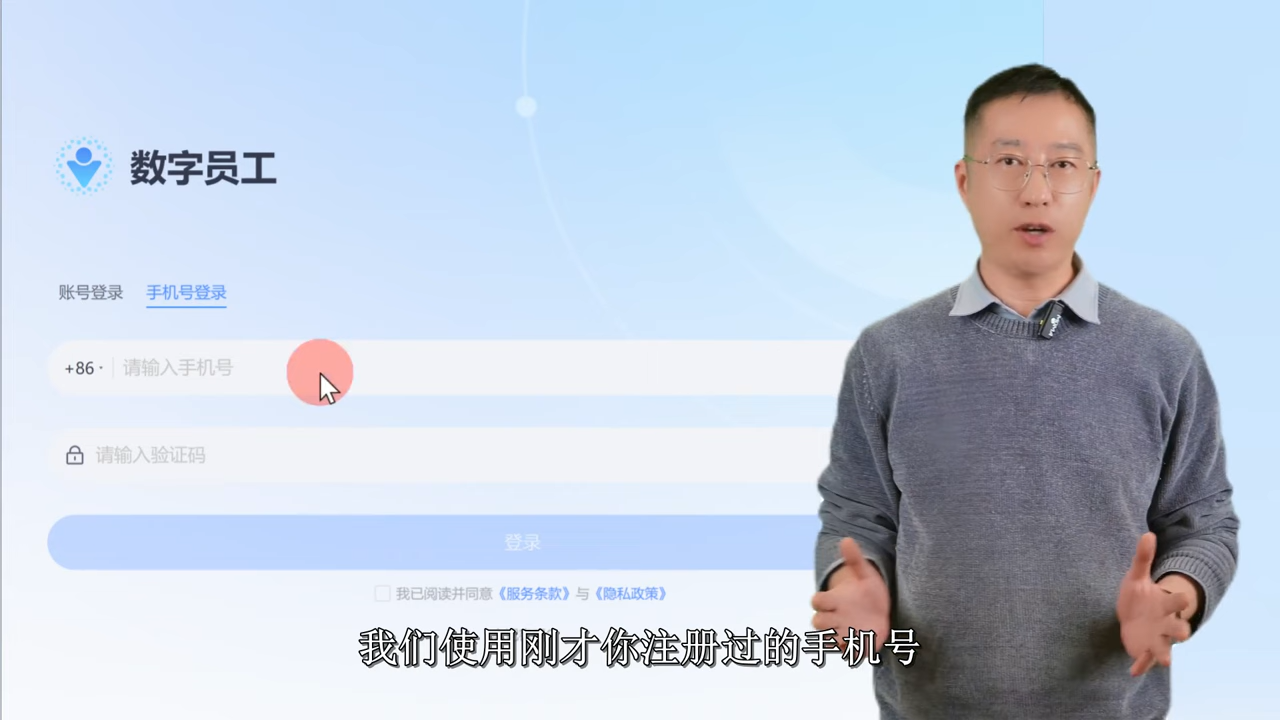 数字员工
账号登录 手机号登录
+86 · 请输入手机号
请输入验证码
登录
我已阅读并同意《服务条款》与《隐私政策》
我们使用刚才你注册过的手机号